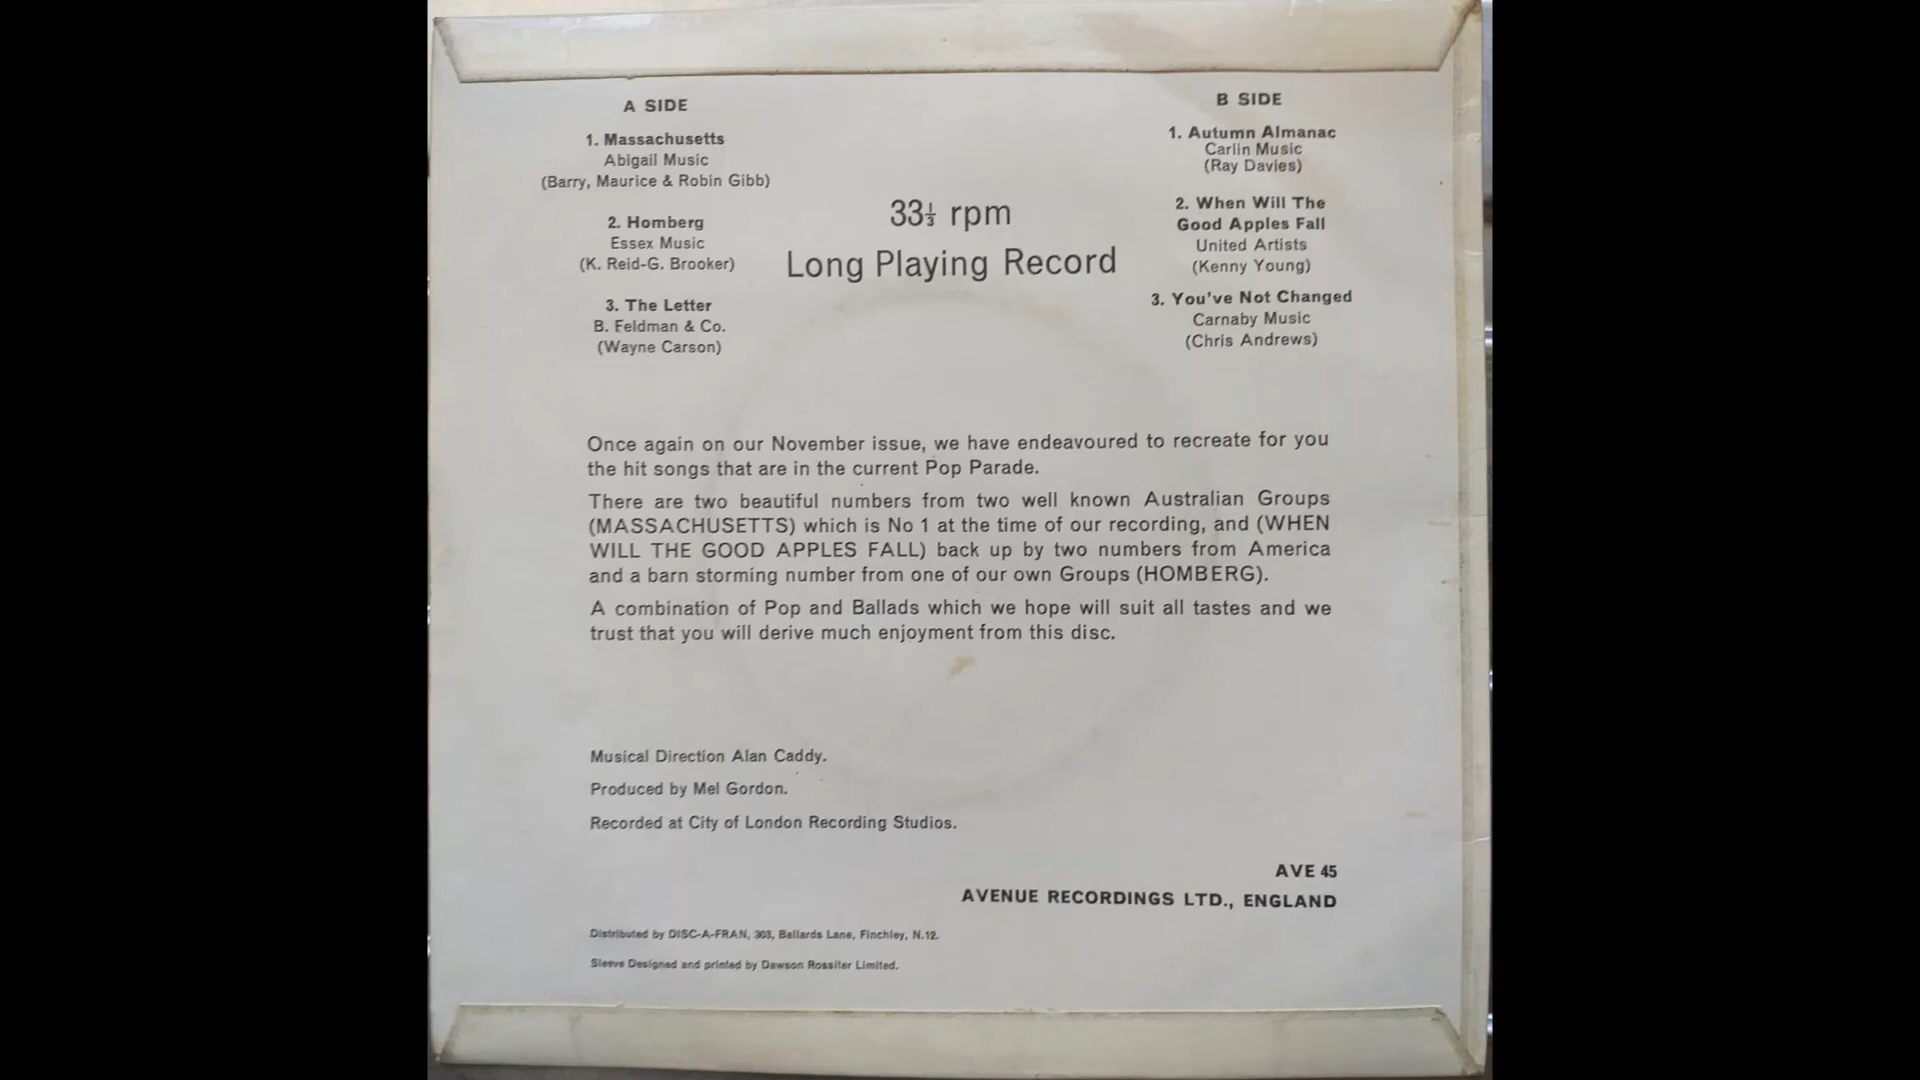 A SIDE
1. Massachusetts
Abigail Music
(Barry, Maurice & Robin Gibb)
2. Homberg
Essex Music
(K. Reid-G. Brooker)
3. The Letter
B. Feldman & Co.
(Wayne Carson)
33⅓ rpm
Long Playing Record
B SIDE
1. Autumn Almanac
Carlin Music
(Ray Davies)
2. When Will The
Good Apples Fall
United Artists
(Kenny Young)
3. You've Not Changed
Carnaby Music
(Chris Andrews)
Once again on our November issue, we have endeavoured to recreate for you
the hit songs that are in the current Pop Parade.
There are two beautiful numbers from two well known Australian Groups
(MASSACHUSETTS) which is No 1 at the time of our recording, and (WHEN
WILL THE GOOD APPLES FALL) back up by two numbers from America
and a barn storming number from one of our own Groups (HOMBERG).
A combination of Pop and Ballads which we hope will suit all tastes and we
trust that you will derive much enjoyment from this disc.
Musical Direction Alan Caddy.
Produced by Mel Gordon.
Recorded at City of London Recording Studios.
AVE 45
AVENUE RECORDINGS LTD., ENGLAND
Distributed by DISC-A-FRAN, 303, Ballards Lane, Finchley, N.12.
Sleeve Designed and printed by Dawson Rossiter Limited.